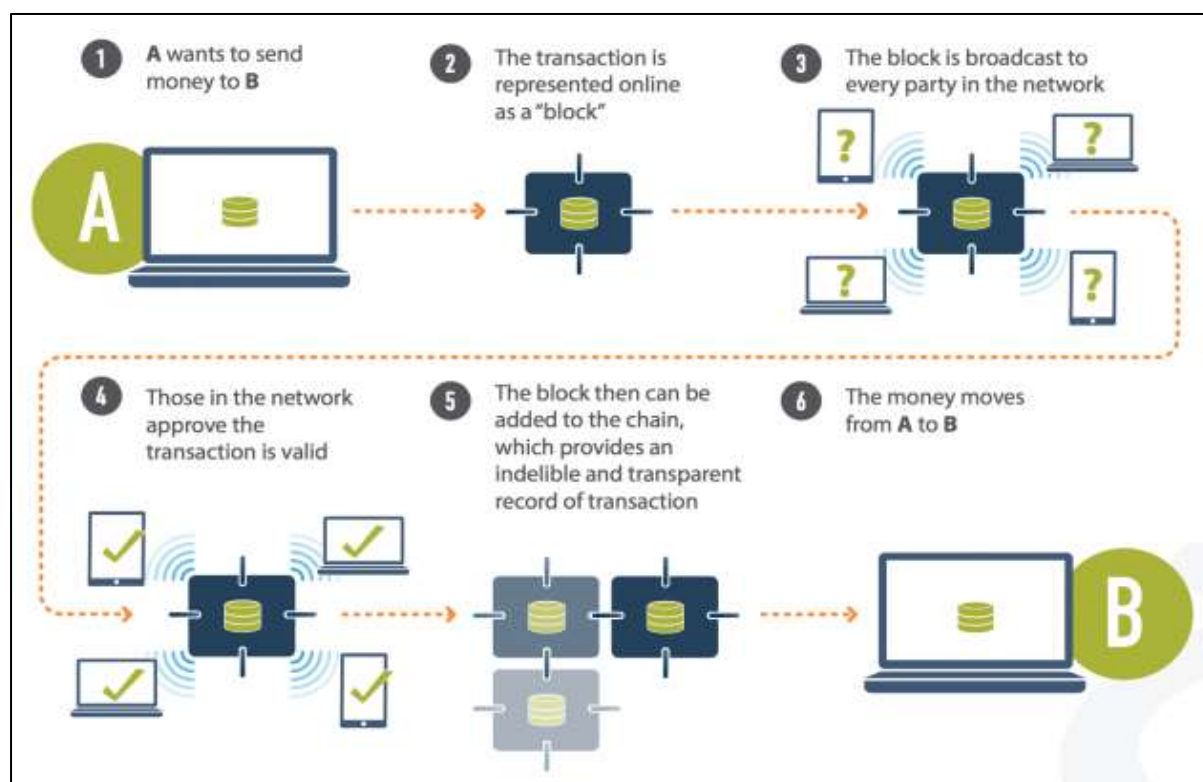 1
A wants to send
money to B
2
The transaction is
represented online
as a "block"
3
The block is broadcast to
every party in the network
A
?
?
?
?
4
Those in the network
approve the
transaction is valid
5
The block then can be
added to the chain,
which provides an
indelible and transparent
record of transaction
6
The money moves
from A to B
B